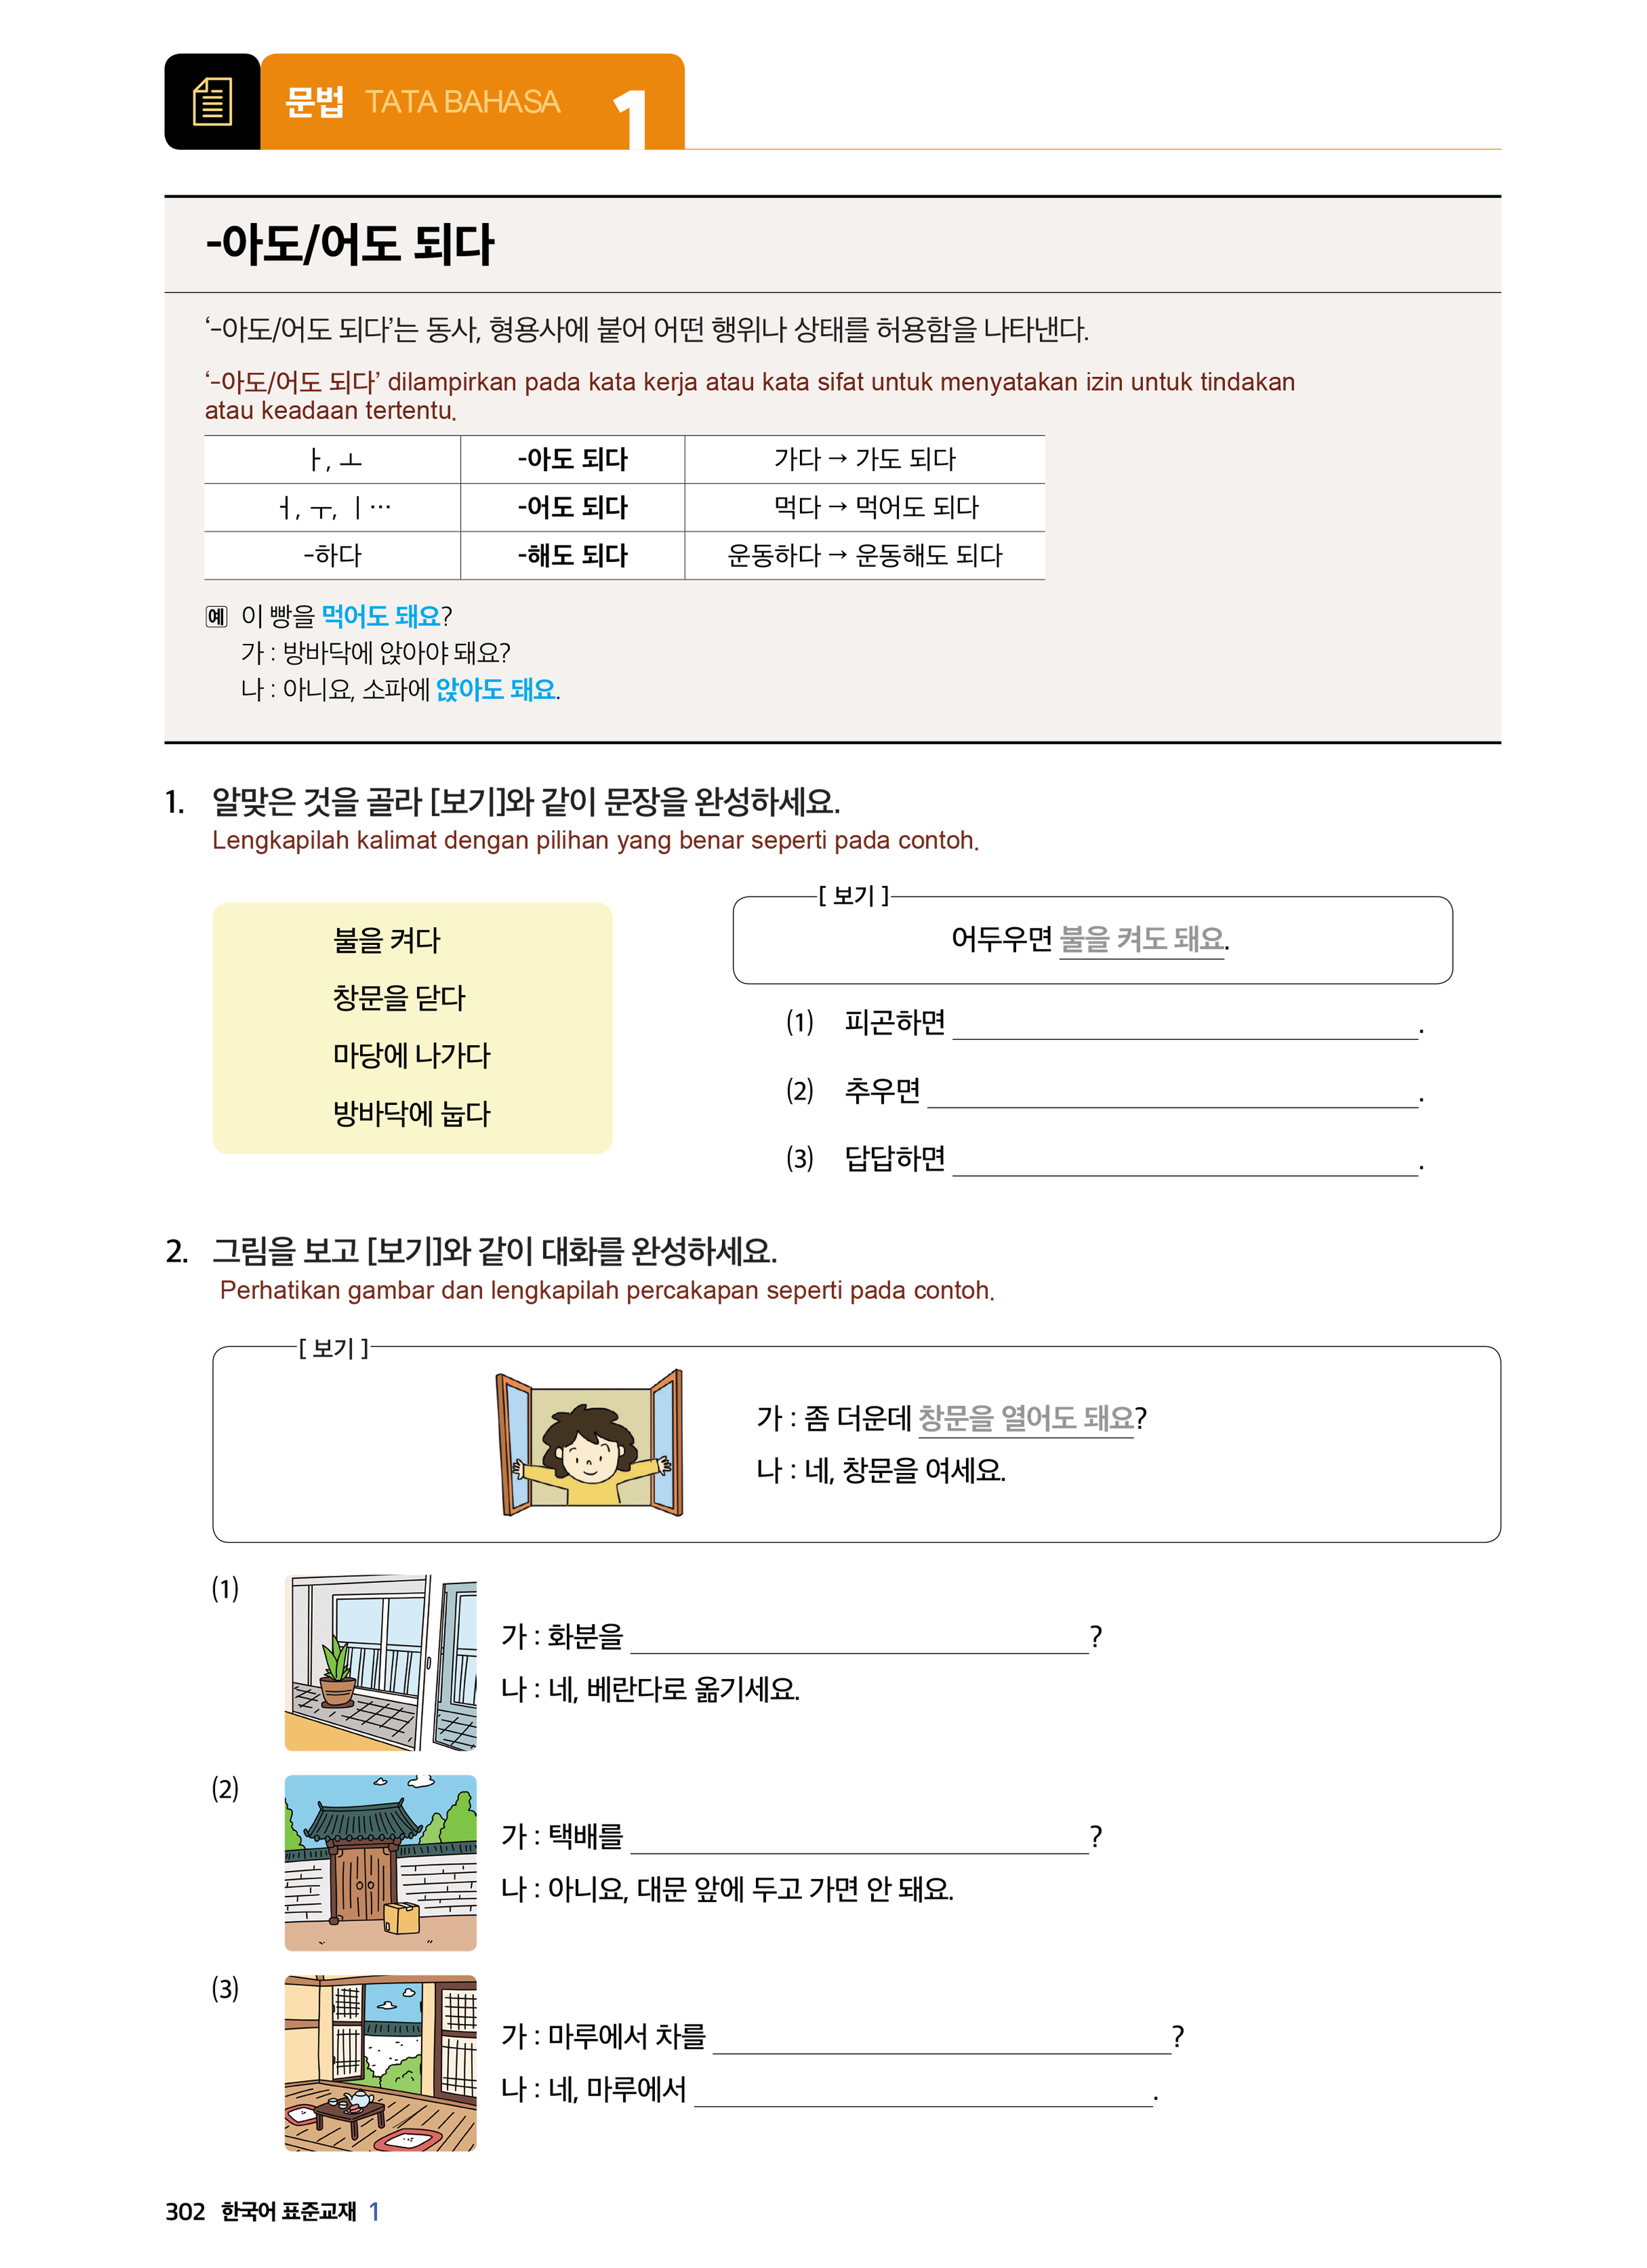 문법 TATA BAHASA 1
-아도/어도 되다
‘-아도/어도 되다’는 동사, 형용사에 붙어 어떤 행위나 상태를 허용함을 나타낸다.
‘-아도/어도 되다’ dilampirkan pada kata kerja atau kata sifat untuk menyatakan izin untuk tindakan
atau keadaan tertentu.
ㅏ, ㅗ -아도 되다 가다 → 가도 되다
ㅓ, ㅜ, ㅣ… -어도 되다 먹다 → 먹어도 되다
-하다 -해도 되다 운동하다 → 운동해도 되다
예 이 빵을 먹어도 돼요?
가 : 방바닥에 앉아야 돼요?
나 : 아니요, 소파에 앉아도 돼요.
1. 알맞은 것을 골라 [보기]와 같이 문장을 완성하세요.
Lengkapilah kalimat dengan pilihan yang benar seperti pada contoh.
불을 켜다
창문을 닫다
마당에 나가다
방바닥에 눕다
[ 보기 ]
어두우면 불을 켜도 돼요.
(1) 피곤하면 .
(2) 추우면 .
(3) 답답하면 .
2. 그림을 보고 [보기]와 같이 대화를 완성하세요.
Perhatikan gambar dan lengkapilah percakapan seperti pada contoh.
[ 보기 ]
가 : 좀 더운데 창문을 열어도 돼요?
나 : 네, 창문을 여세요.
(1)
가 : 화분을 ?
나 : 네, 베란다로 옮기세요.
(2)
가 : 택배를 ?
나 : 아니요, 대문 앞에 두고 가면 안 돼요.
(3)
가 : 마루에서 차를 ?
나 : 네, 마루에서 .
302 한국어 표준교재 1